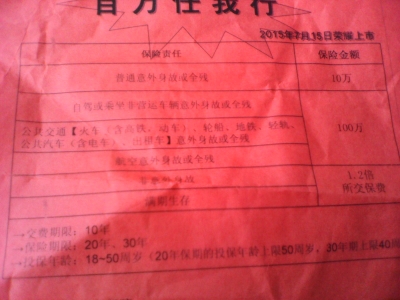 百万任我行
2015年7月15日荣耀上市
保险责任 保险金额
普通意外身故或全残 10万
自驾或乘坐非营运车辆意外身故或全残
公共交通【火车（含高铁、动车）、轮船、地铁、轻轨、 100万
公共汽车（含电车）、出租车】意外身故或全残
航空意外身故或全残
身故 1.2倍
满期生存 所交保费
→交费期限：10年
→保险期限：20年、30年
→投保年龄：18~50周岁（20年保期的投保年龄上限50周岁，30年期上限40周